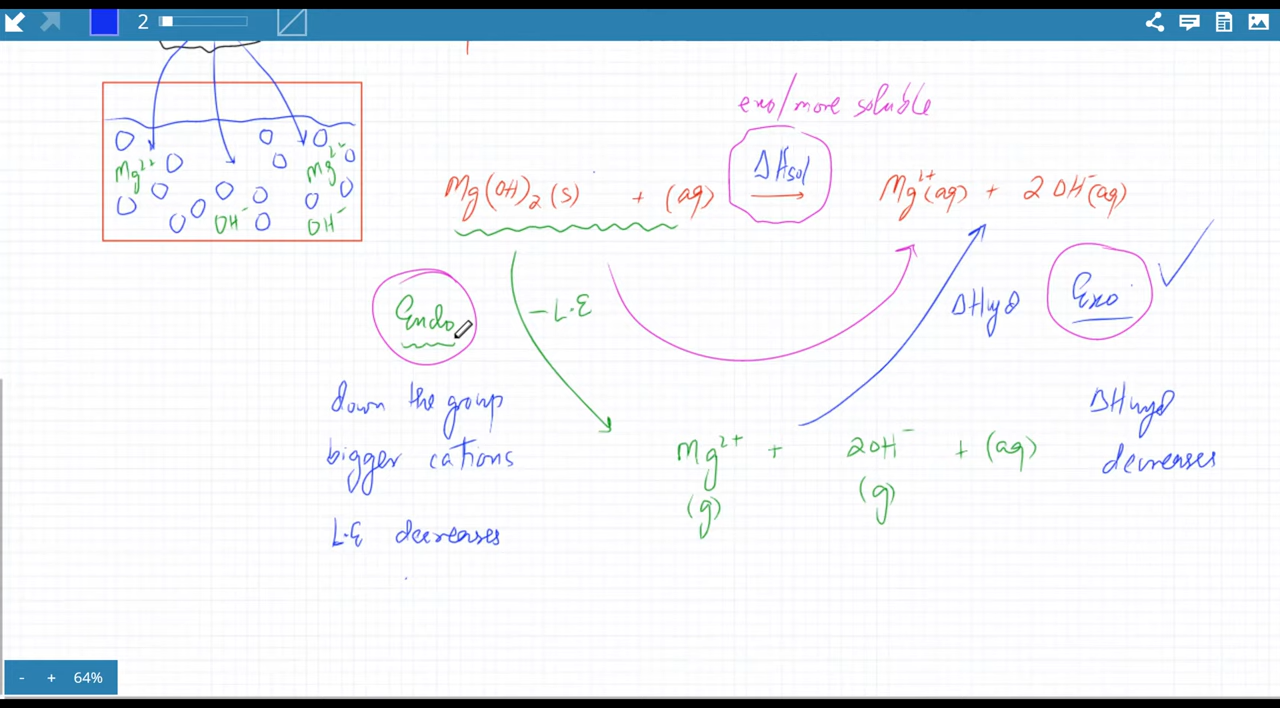 2
exo/more soluble
ΔHsol
Mg(OH)2(s) + (aq) → Mg2+(aq) + 2OH-(aq)
Mg2+ Mg2+
OH- OH-
Endo
-L.E
ΔHhyd
Exo
down the group
bigger cations
L.E decreases
Mg2+ + 2OH- + (aq)
(g) (g)
ΔHhyd
decreases
- + 64%